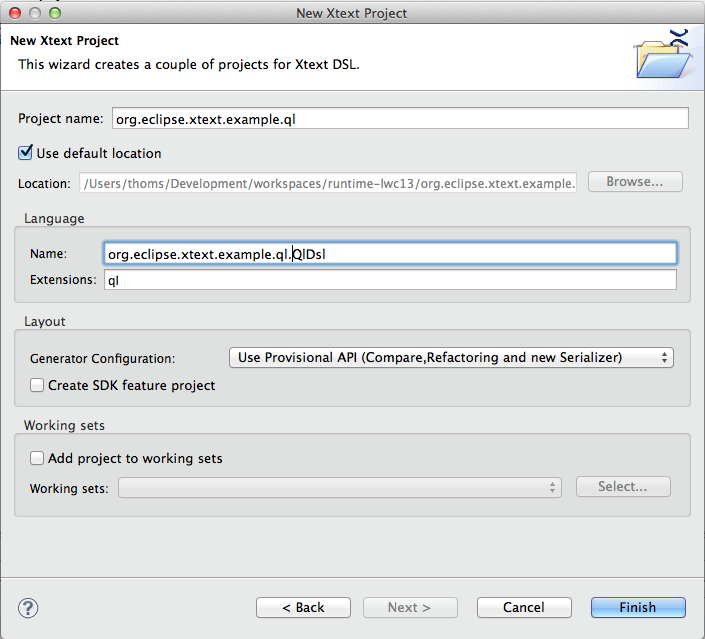 New Xtext Project
New Xtext Project
This wizard creates a couple of projects for Xtext DSL.
Project name: org.eclipse.xtext.example.ql
Use default location
Location: /Users/thoms/Development/workspaces/runtime-lwc13/org.eclipse.xtext.example.
Browse...
Language
Name: org.eclipse.xtext.example.ql.QlDsl
Extensions: ql
Layout
Generator Configuration: Use Provisional API (Compare,Refactoring and new Serializer)
Create SDK feature project
Working sets
Add project to working sets
Working sets: Select...
? < Back Next > Cancel Finish